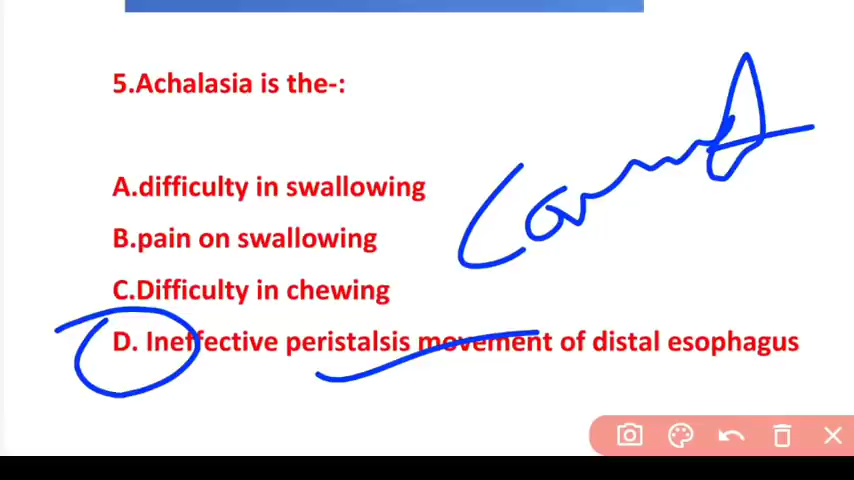 5.Achalasia is the-:
A.difficulty in swallowing
B.pain on swallowing
C.Difficulty in chewing
D. Ineffective peristalsis movement of distal esophagus